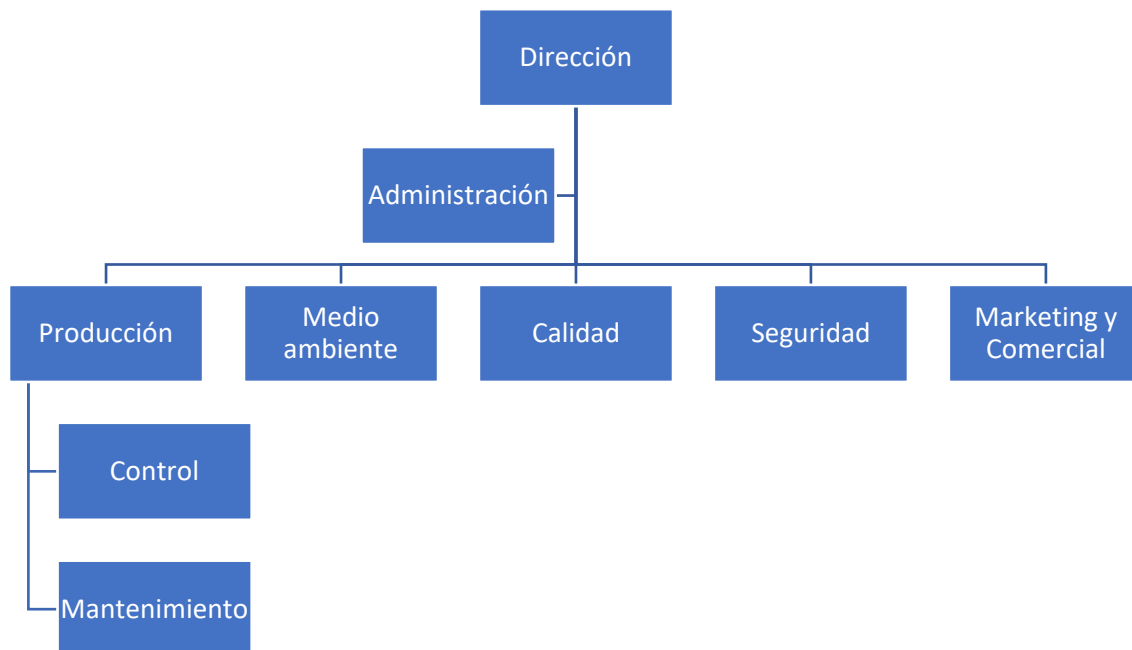 Dirección
Administración
Producción
Medio
ambiente
Calidad
Seguridad
Marketing y
Comercial
Control
Mantenimiento